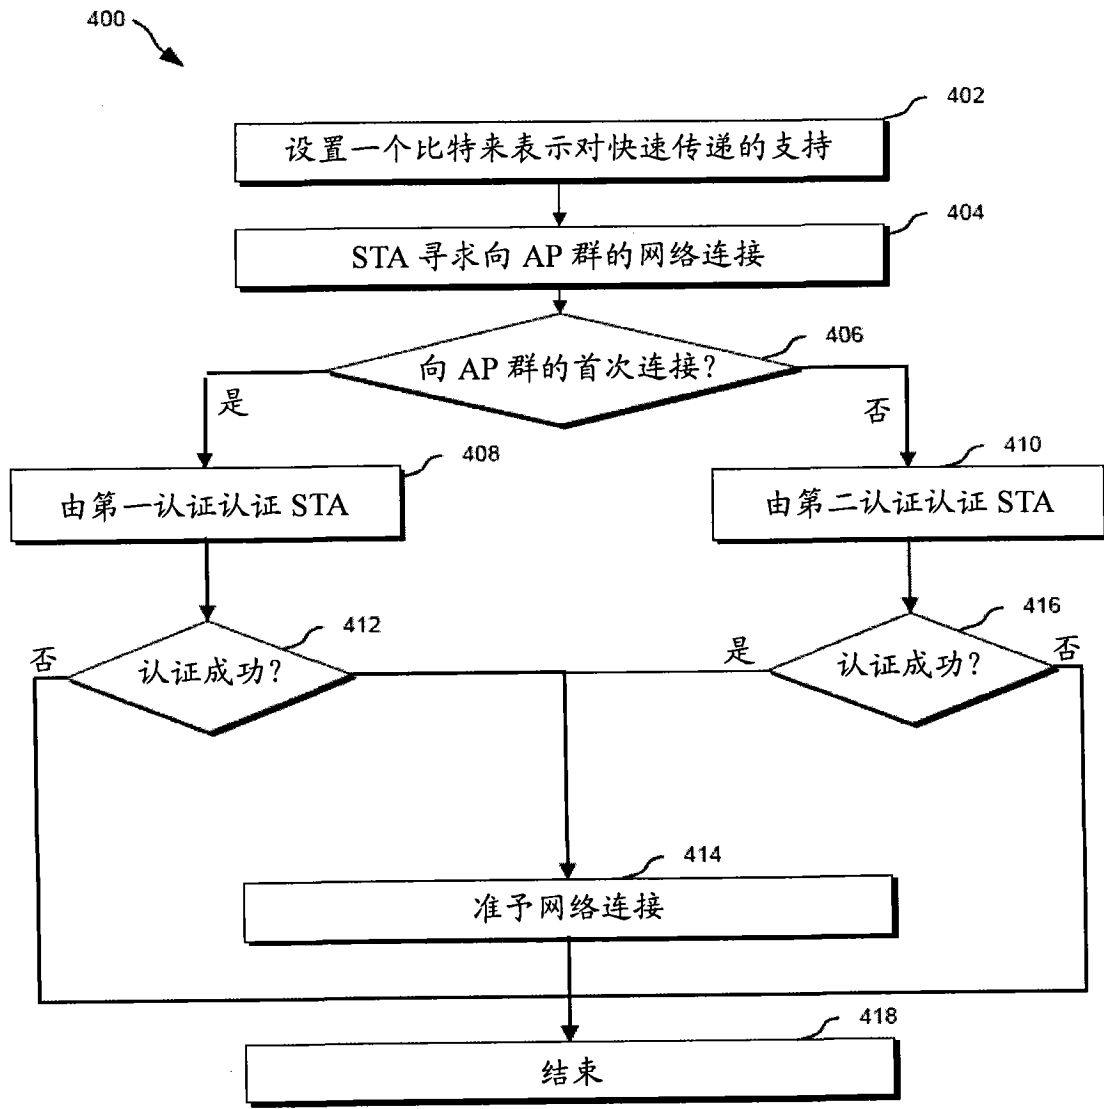 400
402
设置一个比特来表示对快速传递的支持
404
STA 寻求向 AP 群的网络连接
406
向 AP 群的首次连接?
是
否
408
由第一认证认证 STA
410
由第二认证认证 STA
412
认证成功?
否
416
认证成功?
是
否
414
准予网络连接
418
结束